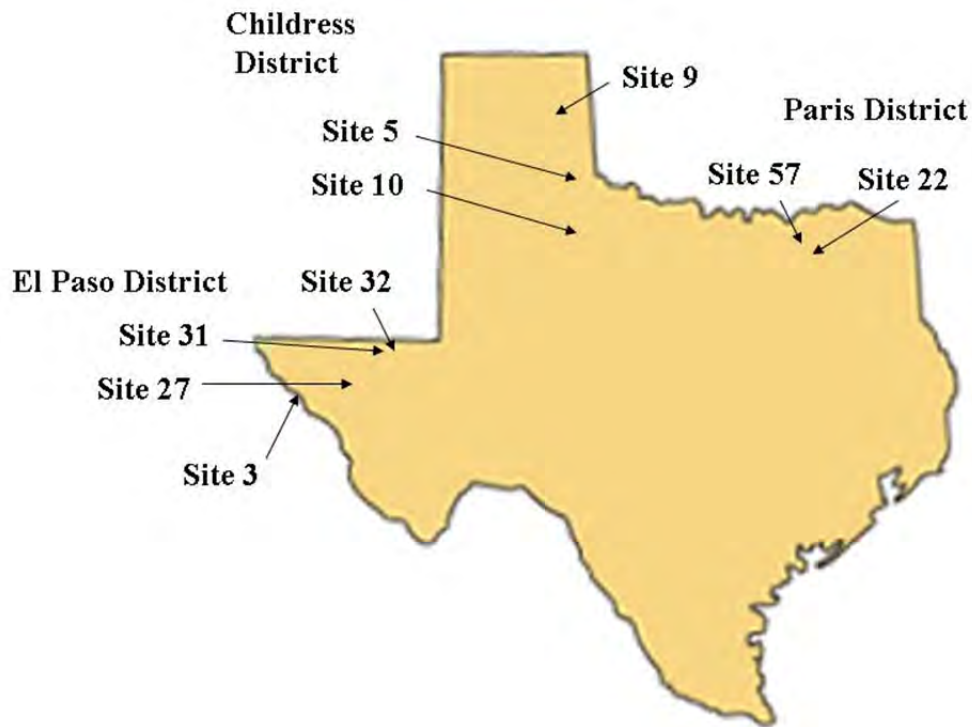 Childress
District
Site 9
Paris District
Site 5
Site 57
Site 22
Site 10
El Paso District
Site 32
Site 31
Site 27
Site 3